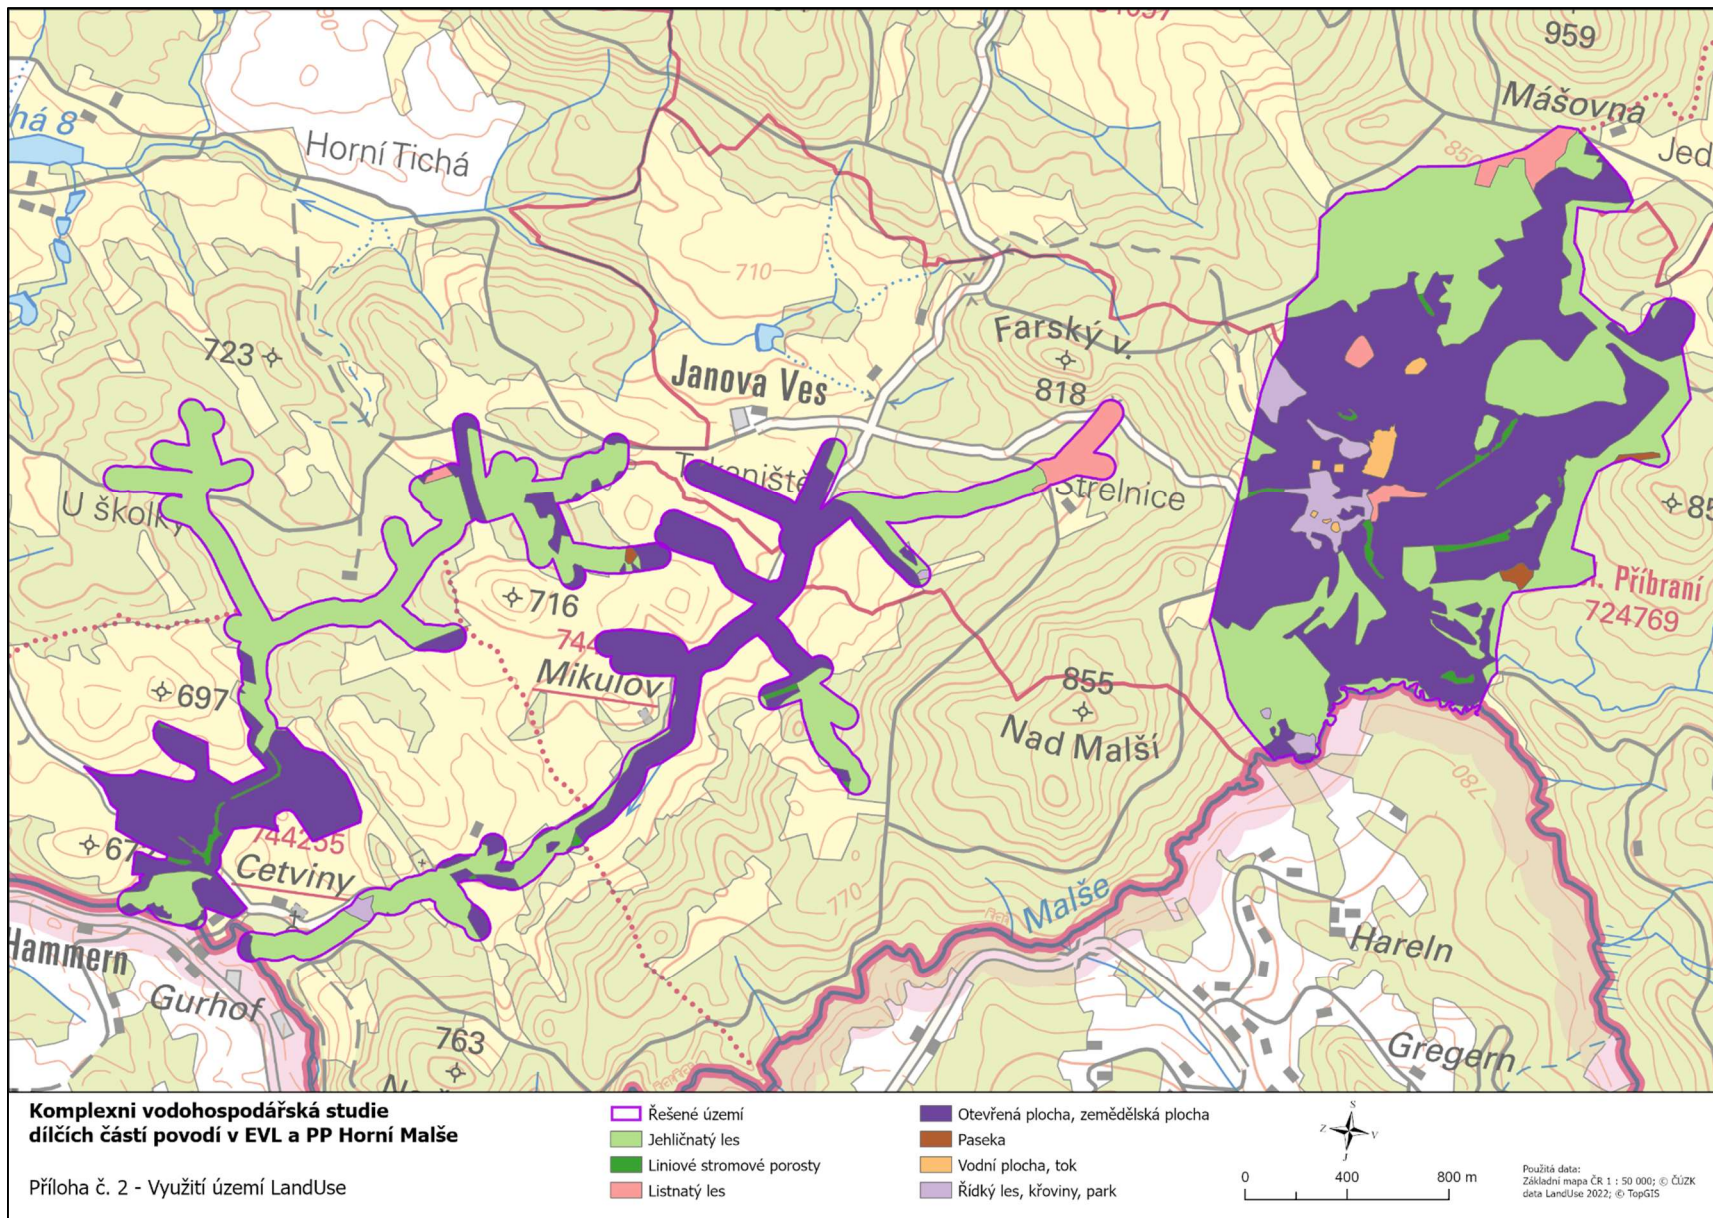 959
Mášovna
há 8
Horní Tichá
850
Jed
710
723
Farský v.
Janova Ves
818
U školky
Střelnice
716
Příbraní
724769
Mikulov
697
855
Nad Malší
780
744255
Cetviny
770
Malše
Hammern
Hareln
Gurhof
763
Gregern
Komplexni vodohospodářská studie
dílčích částí povodí v EVL a PP Horní Malše
Příloha č. 2 - Využití území LandUse
Řešené území
Jehličnatý les
Liniové stromové porosty
Listnatý les
Otevřená plocha, zemědělská plocha
Paseka
Vodní plocha, tok
Řídký les, křoviny, park
S
Z V
J
0 400 800 m
Použitá data:
Základní mapa ČR 1 : 50 000; © ČÚZK
data LandUse 2022; © TopGIS